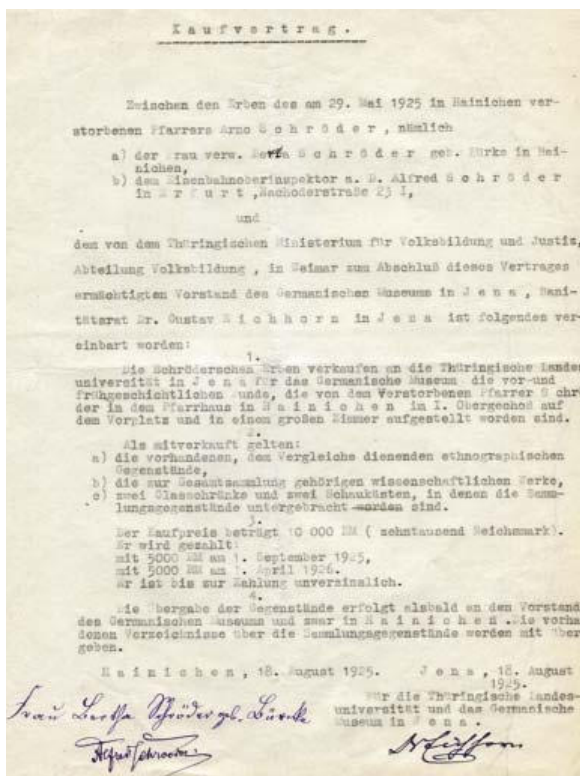 Kaufvertrag.
Zwischen den Erben des am 29. Mai 1925 in Hainichen ver-
storbenen Pfarrers Arno Schröder, nämlich
a) der Frau verw. Berta Schröder geb. Bürke in Hai-
nichen,
b) dem Eisenbahnoberinspektor a. D. Alfred Schröder
in Erfurt, Nachoderstraße 23 I,
und
dem von dem Thüringischen Ministerium für Volksbildung und Justiz,
Abteilung Volksbildung, in Weimar zum Abschluß dieses Vertrages
ermächtigten Vorstand des Germanischen Museums in Jena, Sani-
tätsrat Dr. Gustav Eichhorn in Jena ist folgendes ver-
einbart worden:
1.
Die Schröderschen Erben verkaufen an die Thüringische Landes
universität in Jena für das Germanische Museum die vor-und
frühgeschichtlichen Funde, die von dem Verstorbenen Pfarrer Schrö
der in dem Pfarrhaus in Hainichen im I. Obergechoß auf
dem Vorplatz und in einem großen Zimmer aufgestellt worden sind.
2.
Als mitverkauft gelten:
a) die vorhandenen, dem Vergleiche dienenden ethnographischen
Gegenstände,
b) die zur Gesamtsammlung gehörigen wissenschaftlichen Werke,
c) zwei Glasschränke und zwei Schaukästen, in denen die Samm-
lungsgegenstände untergebracht worden sind.
3.
Der Kaufpreis beträgt 10 000 RM ( zehntausend Reichsmark).
Er wird gezahlt:
mit 5000 RM am 1. September 1925,
mit 5000 RM am 1. April 1926.
Er ist bis zur Zahlung unverzinslich.
4.
Die Übergabe der Gegenstände erfolgt alsbald an den Vorstand
des Germanischen Museums und zwar in Hainichen. Die vorha
denen Verzeichnisse über die Sammlungsgegenstände werden mit über
geben.
Hainichen, 18. August 1925. Jena, 18. August
1925.
Für die Thüringische Landes-
universität und das Germanische
Museum in Jena.
Frau Bertha Schröder geb.
Alfred Schröder.
Dr Eichhorn